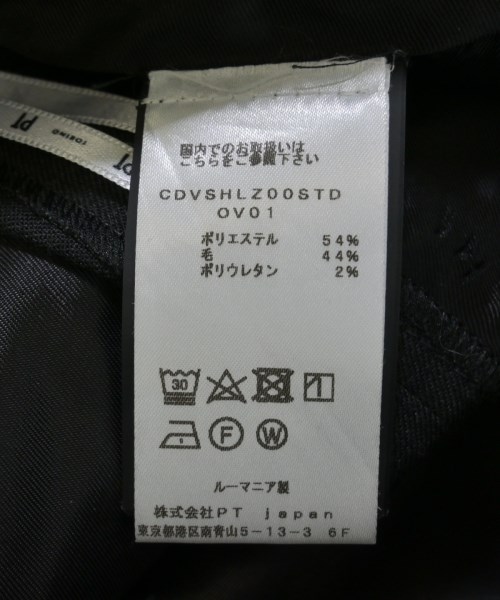 PT
TORINO
PT
国内でのお取扱いは
こちらをご参照下さい
CDVSHLZ00STD
OV01
ポリエステル 54%
毛 44%
ポリウレタン 2%
30
F W
ルーマニア製
株式会社PT japan
東京都港区南青山5-13-3 6F